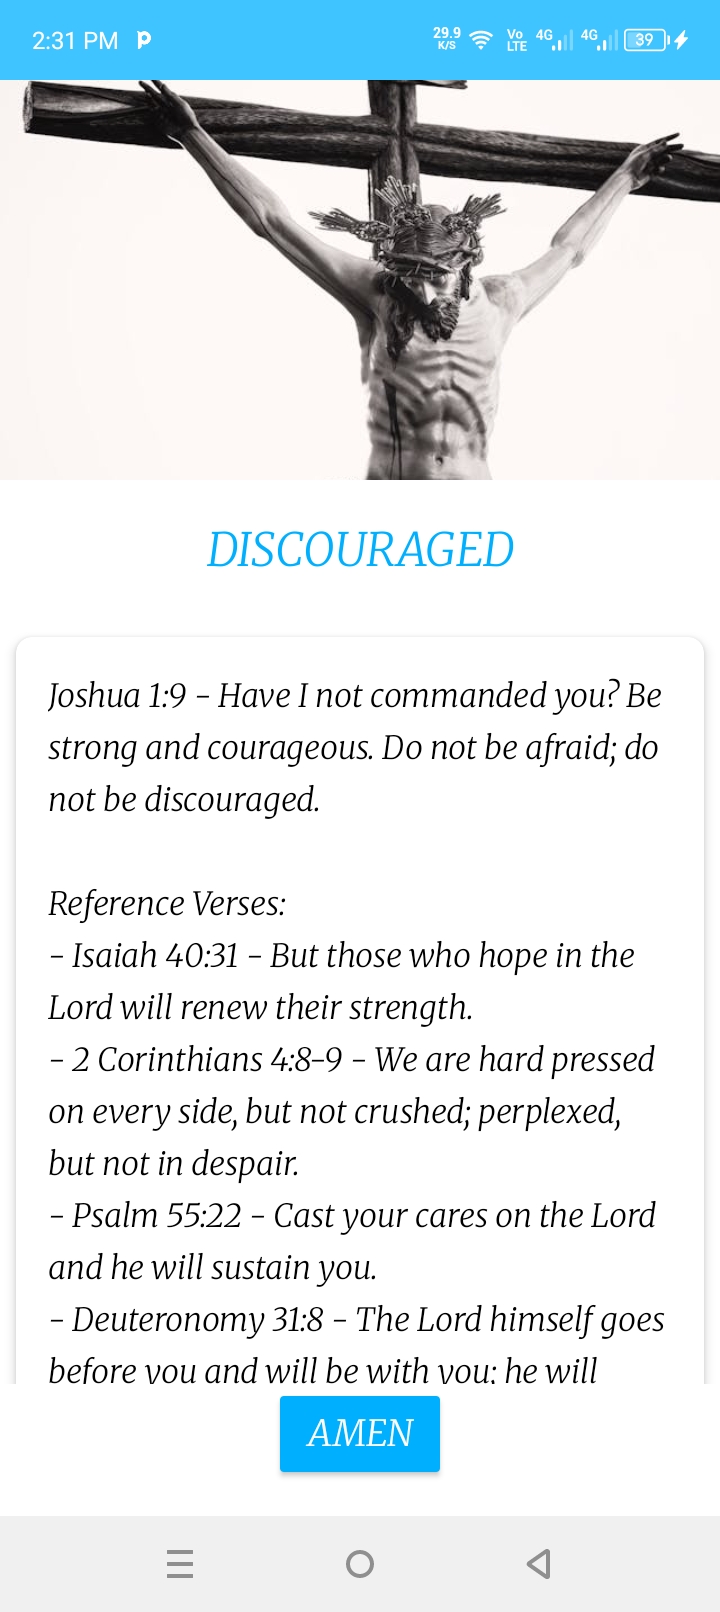 2:31 PM
29.9
K/S
Vo
LTE
4G
4G
39
DISCOURAGED
Joshua 1:9 - Have I not commanded you? Be
strong and courageous. Do not be afraid; do
not be discouraged.
Reference Verses:
- Isaiah 40:31 - But those who hope in the
Lord will renew their strength.
- 2 Corinthians 4:8-9 - We are hard pressed
on every side, but not crushed; perplexed,
but not in despair.
- Psalm 55:22 - Cast your cares on the Lord
and he will sustain you.
- Deuteronomy 31:8 - The Lord himself goes
before you and will be with you; he will
AMEN